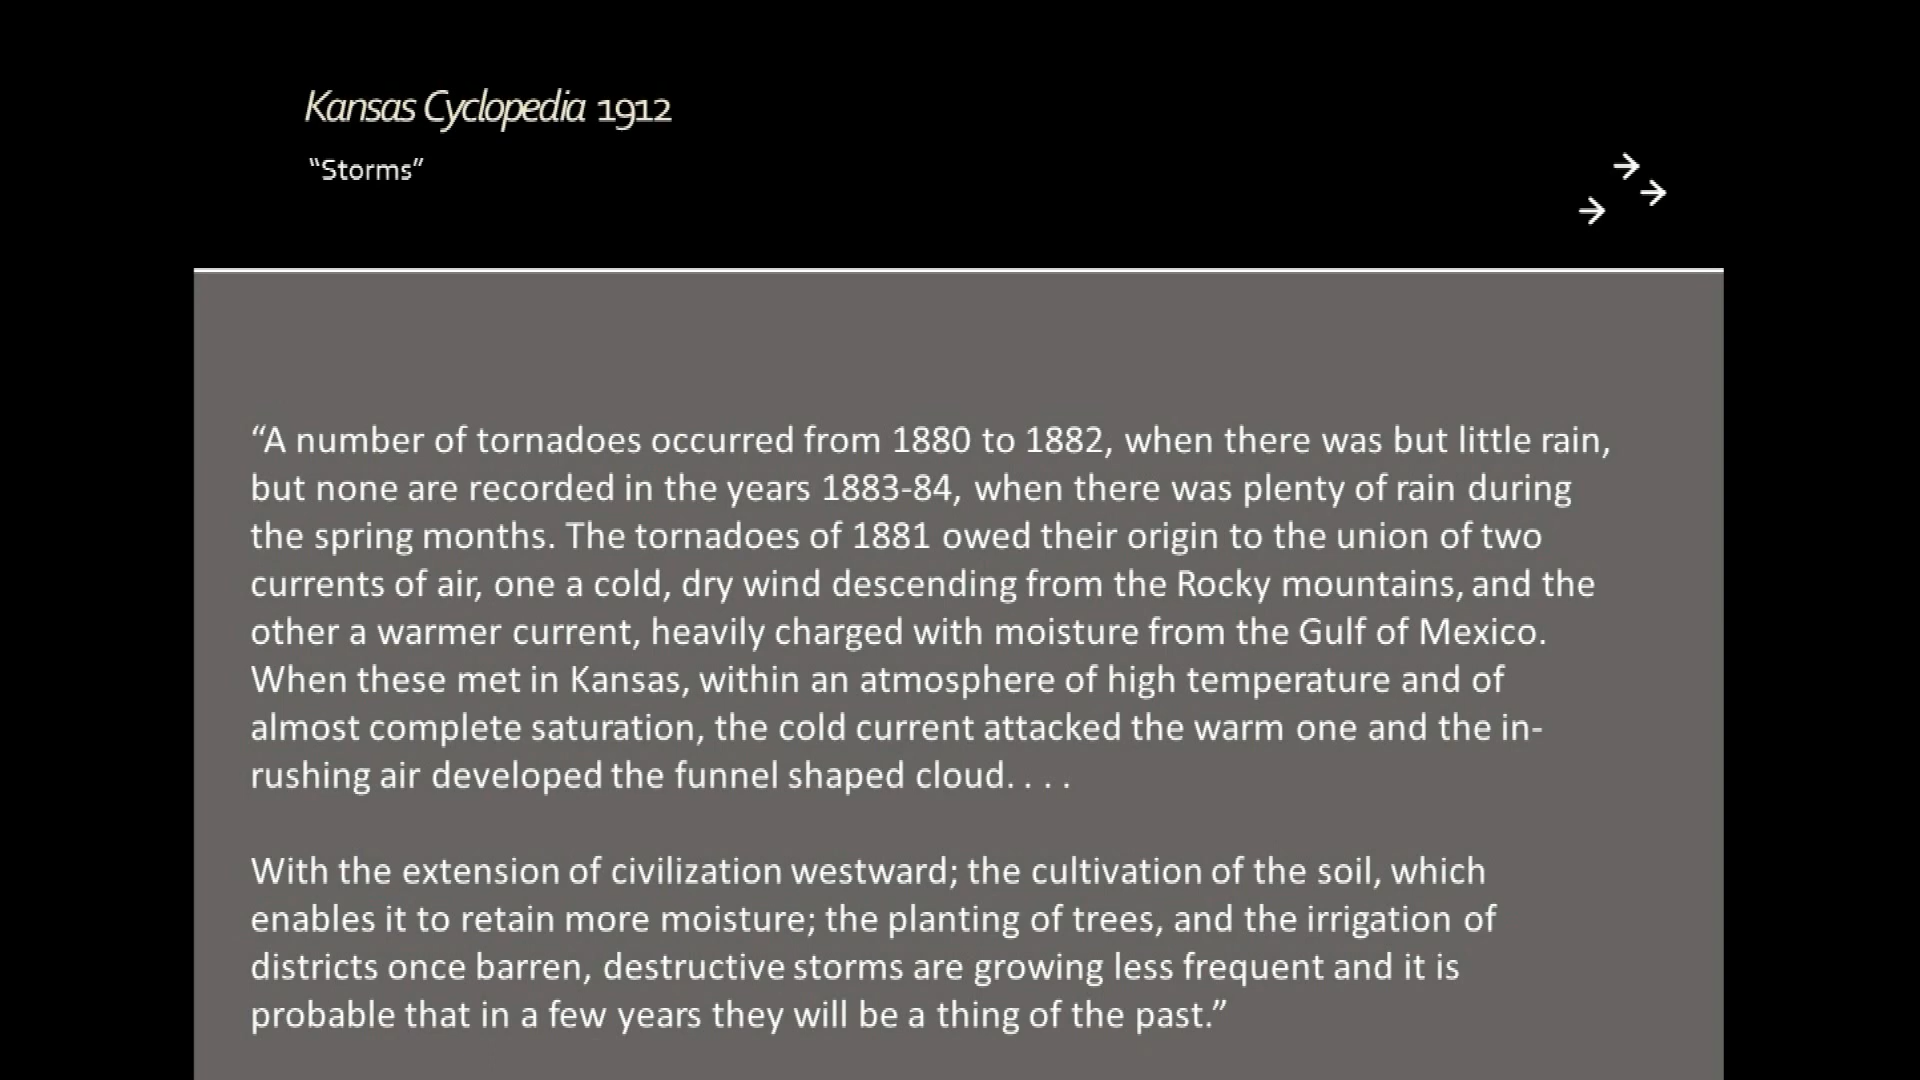 Kansas Cyclopedia 1912
“Storms”
“A number of tornadoes occurred from 1880 to 1882, when there was but little rain,
but none are recorded in the years 1883-84, when there was plenty of rain during
the spring months. The tornadoes of 1881 owed their origin to the union of two
currents of air, one a cold, dry wind descending from the Rocky mountains, and the
other a warmer current, heavily charged with moisture from the Gulf of Mexico.
When these met in Kansas, within an atmosphere of high temperature and of
almost complete saturation, the cold current attacked the warm one and the in-
rushing air developed the funnel shaped cloud. . . .
With the extension of civilization westward; the cultivation of the soil, which
enables it to retain more moisture; the planting of trees, and the irrigation of
districts once barren, destructive storms are growing less frequent and it is
probable that in a few years they will be a thing of the past.”